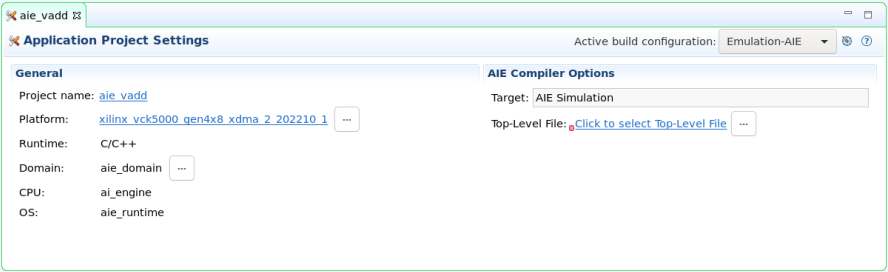 aie_vadd
Application Project Settings
Active build configuration: Emulation-AIE
General
Project name: aie_vadd
Platform: xilinx_vck5000_gen4x8_xdma_2_202210_1 ...
Runtime: C/C++
Domain: aie_domain ...
CPU: ai_engine
OS: aie_runtime
AIE Compiler Options
Target: AIE Simulation
Top-Level File: Click to select Top-Level File ...